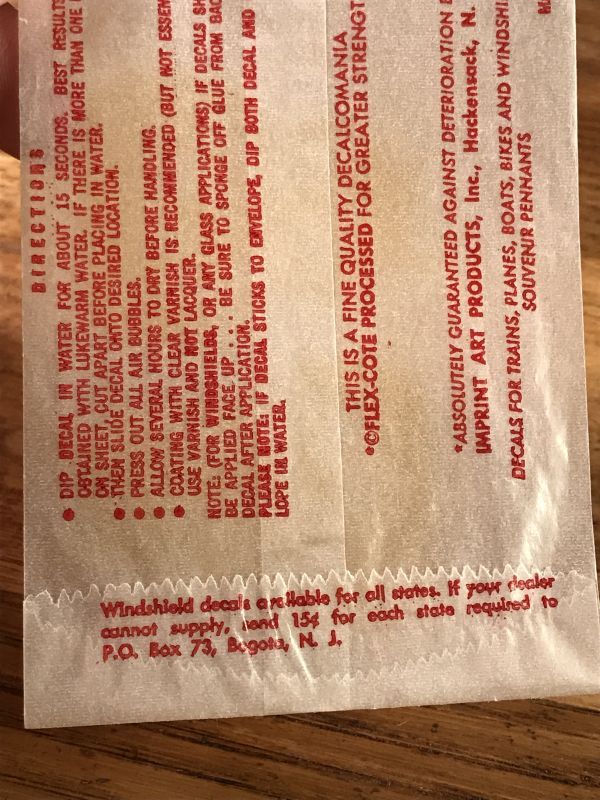 DIRECTIONS
● DIP DECAL IN WATER FOR ABOUT 15 SECONDS. BEST RESULTS
OBTAINED WITH LUKEWARM WATER. IF THERE IS MORE THAN ONE
ON SHEET, CUT APART BEFORE PLACING IN WATER.
● THEN SLIDE DECAL ONTO DESIRED LOCATION.
● PRESS OUT ALL AIR BUBBLES.
● ALLOW SEVERAL HOURS TO DRY BEFORE HANDLING.
● COATING WITH CLEAR VARNISH IS RECOMMENDED (BUT NOT ESSEN
USE VARNISH AND NOT LACQUER.
NOTE: (FOR WINDSHIELDS, OR ANY GLASS APPLICATIONS) IF DECALS SH
BE APPLIED FACE UP .... BE SURE TO SPONGE OFF GLUE FROM BAC
DECAL AFTER APPLICATION.
PLEASE NOTE: IF DECAL STICKS TO ENVELOPE, DIP BOTH DECAL AND
LOPE IN WATER.
THIS IS A FINE QUALITY DECALCOMANIA
*©FLEX-COTE PROCESSED FOR GREATER STRENGT
*ABSOLUTELY GUARANTEED AGAINST DETERIORATION
IMPRINT ART PRODUCTS, Inc., Hackensack, N.
DECALS FOR TRAINS, PLANES, BOATS, BIKES AND WINDSHI
SOUVENIR PENNANTS
Windshield decals available for all states. If your dealer
cannot supply, send 15¢ for each state required to
P.O. Box 73, Bogota, N. J.